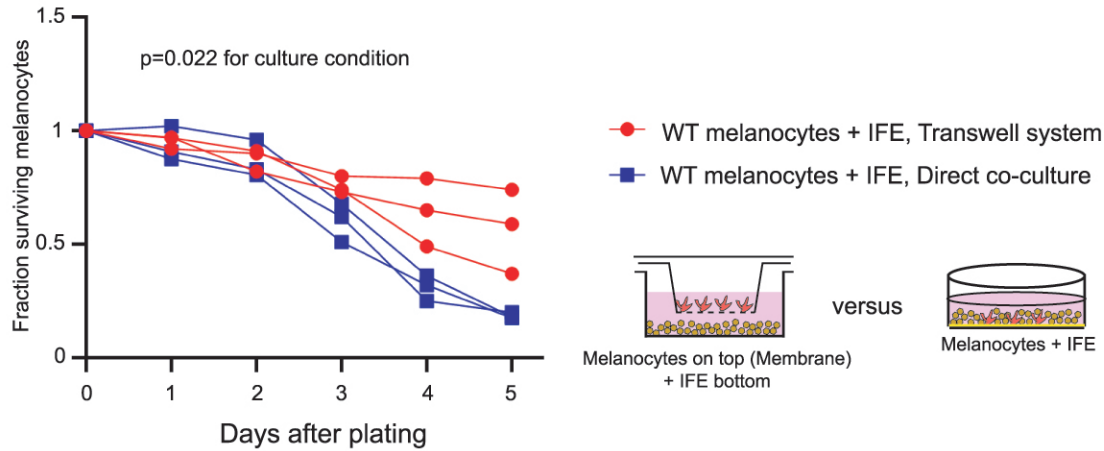 1.5
p=0.022 for culture condition
1
0.5
0
Fraction surviving melanocytes
0 1 2 3 4 5
Days after plating
WT melanocytes + IFE, Transwell system
WT melanocytes + IFE, Direct co-culture
versus
Melanocytes on top (Membrane)
+ IFE bottom
Melanocytes + IFE